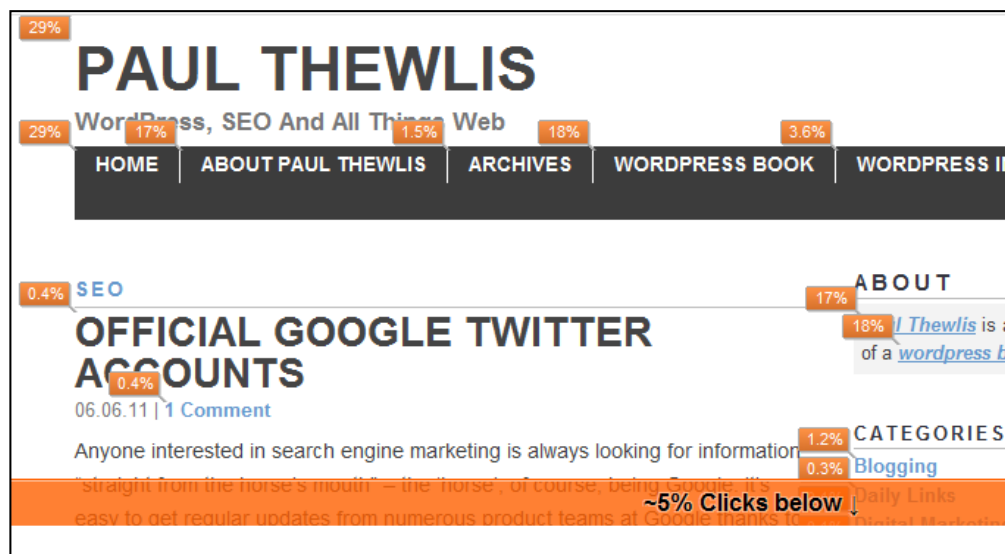 29%
PAUL THEWLIS
WordPress, SEO And All Things Web
29% 17% 1.5% 18% 3.6%
HOME ABOUT PAUL THEWLIS ARCHIVES WORDPRESS BOOK WORDPRESS
0.4% SEO
OFFICIAL GOOGLE TWITTER
ACCOUNTS
0.4%
06.06.11 | 1 Comment
Anyone interested in search engine marketing is always looking for information
"straight from the horse's mouth" – the 'horse', of course, being Google. It's
easy to get regular updates from numerous product teams at Google thanks to
~5% Clicks below ↓
ABOUT
17%
18% Thewlis is
of a wordpress
1.2% CATEGORIES
0.3% Blogging
Daily Links
Digital Marketing